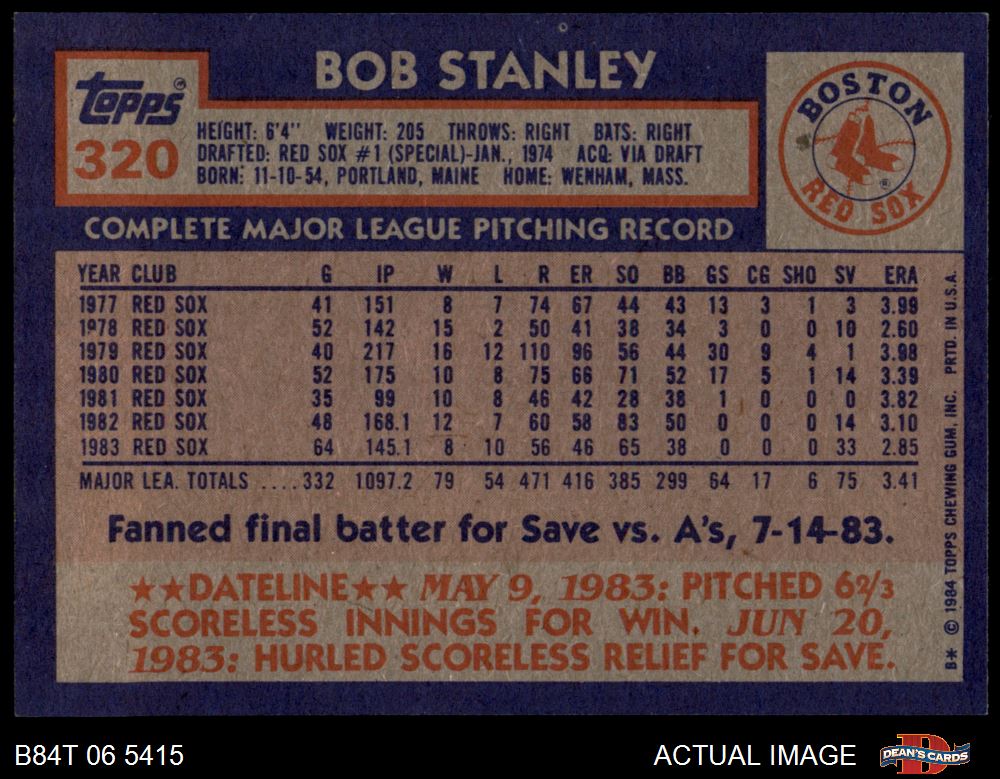 BOB STANLEY
topps
320
HEIGHT: 6'4" WEIGHT: 205 THROWS: RIGHT BATS: RIGHT
DRAFTED: RED SOX #1 (SPECIAL)-JAN., 1974 ACQ: VIA DRAFT
BORN: 11-10-54, PORTLAND, MAINE HOME: WENHAM, MASS.
BOSTON
RED SOX
COMPLETE MAJOR LEAGUE PITCHING RECORD
YEAR CLUB G IP W L R ER SO BB GS CG SHO SV ERA
1977 RED SOX 41 151 8 7 74 67 44 43 13 3 1 3 3.99
1978 RED SOX 52 142 15 2 50 41 38 34 3 0 0 10 2.60
1979 RED SOX 40 217 16 12 110 96 56 44 30 9 4 1 3.98
1980 RED SOX 52 175 10 8 75 66 71 52 17 5 1 14 3.39
1981 RED SOX 35 99 10 8 46 42 28 38 1 0 0 0 3.82
1982 RED SOX 48 168.1 12 7 60 58 83 50 0 0 0 14 3.10
1983 RED SOX 64 145.1 8 10 56 46 65 38 0 0 0 33 2.85
MAJOR LEA. TOTALS ....332 1097.2 79 54 471 416 385 299 64 17 6 75 3.41
Fanned final batter for Save vs. A's, 7-14-83.
★★DATELINE★★ MAY 9, 1983: PITCHED 6 2/3
SCORELESS INNINGS FOR WIN. JUN 20,
1983: HURLED SCORELESS RELIEF FOR SAVE.
B* © 1984 TOPPS CHEWING GUM, INC. PRTD. IN U.S.A.
B84T 06 5415
ACTUAL IMAGE
DEAN'S CARDS